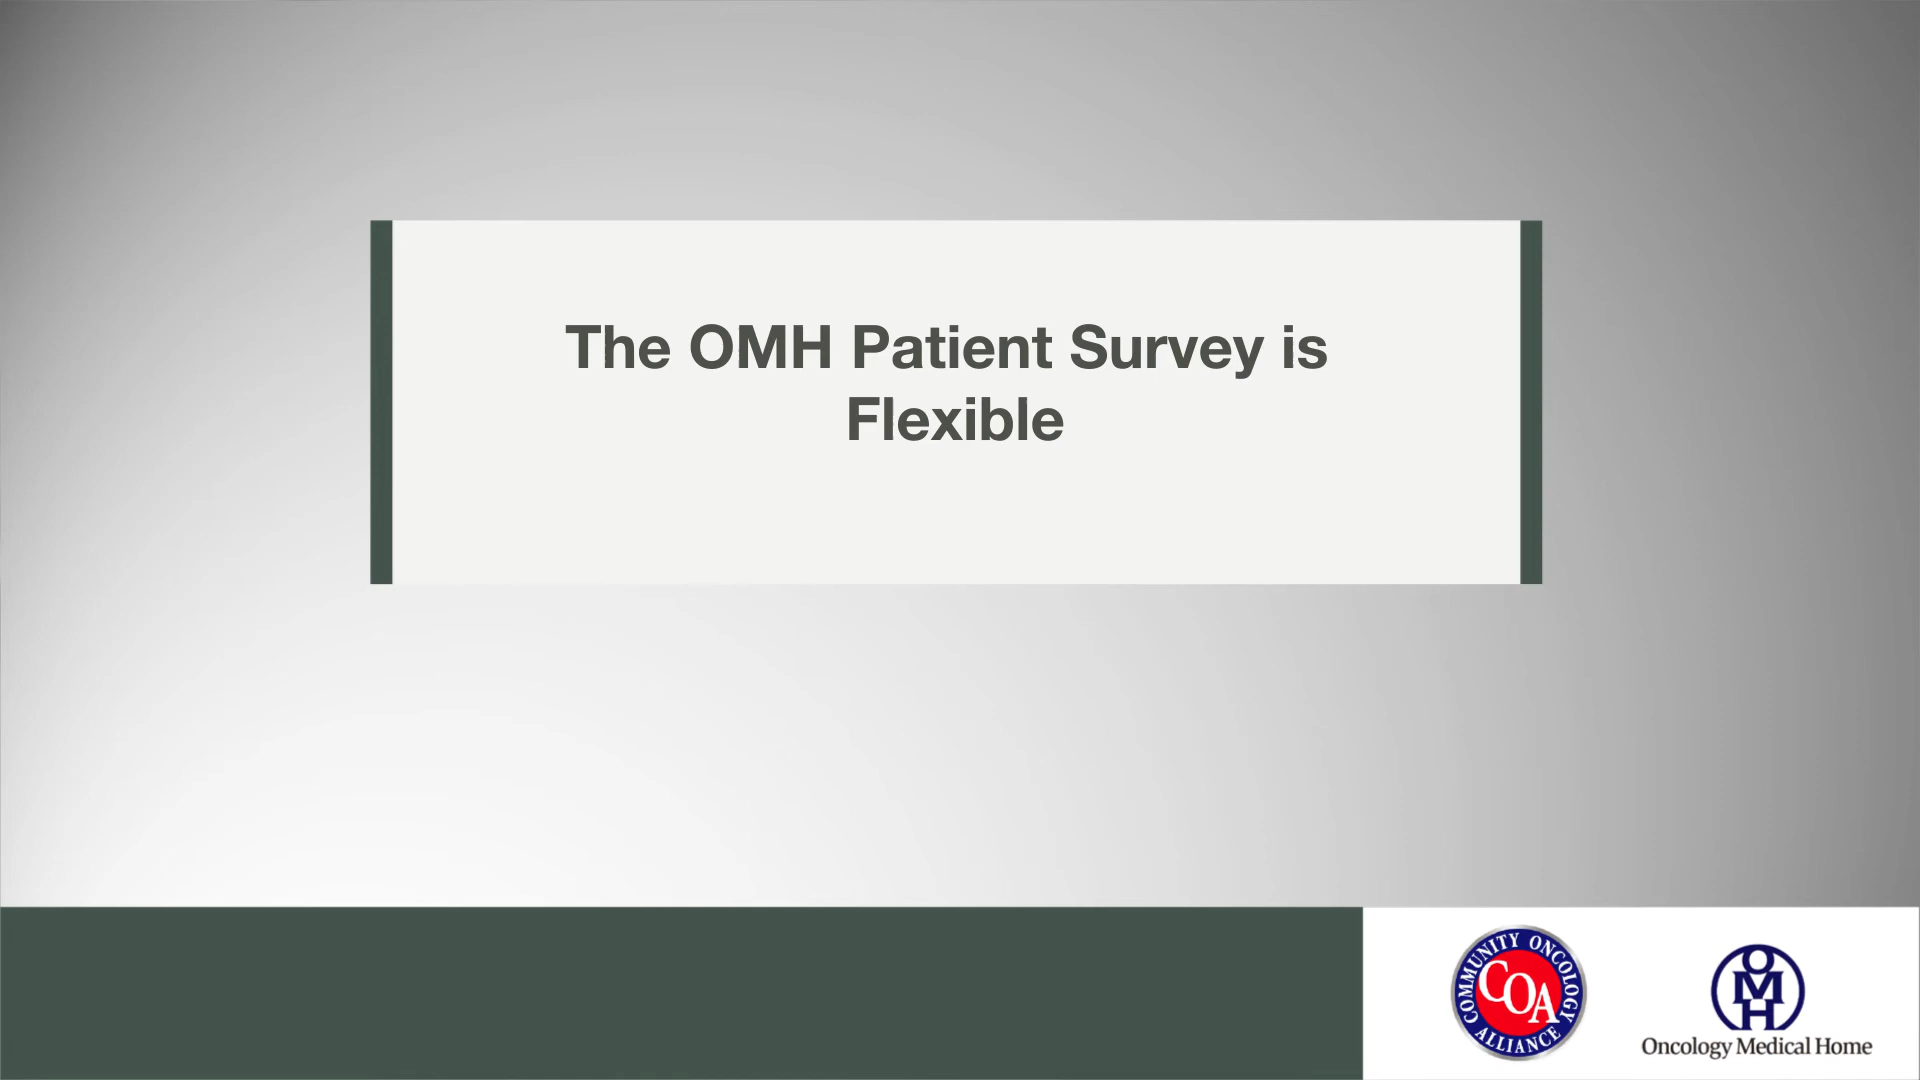 The OMH Patient Survey is
Flexible
COMMUNITY ONCOLOGY
COA
ALLIANCE
OMH
Oncology Medical Home